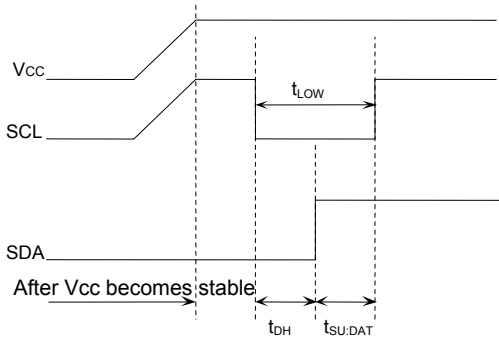 VCC
tLOW
SCL
SDA
After Vcc becomes stable
tDH
tSU:DAT